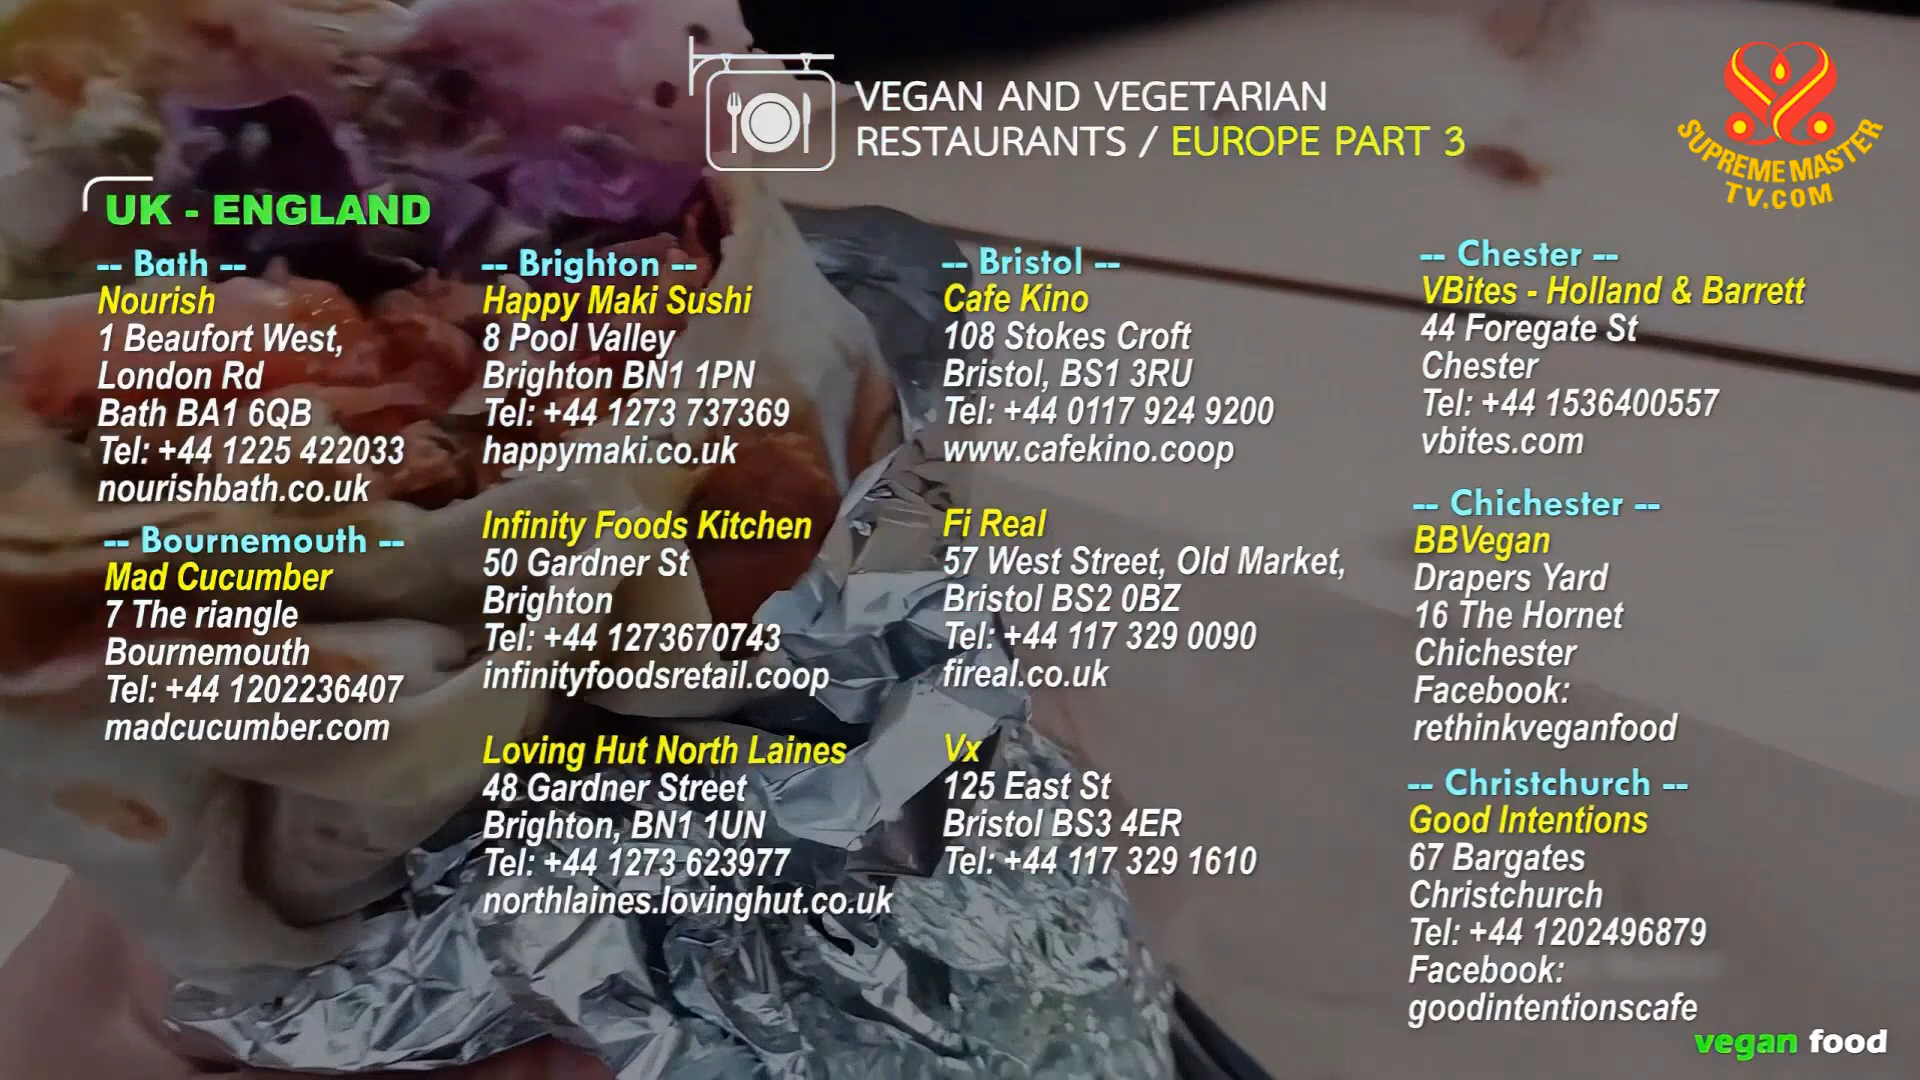 VEGAN AND VEGETARIAN
RESTAURANTS / EUROPE PART 3
SUPREME MASTER
TV.COM
UK - ENGLAND
-- Bath --
Nourish
1 Beaufort West,
London Rd
Bath BA1 6QB
Tel: +44 1225 422033
nourishbath.co.uk
-- Bournemouth --
Mad Cucumber
7 The riangle
Bournemouth
Tel: +44 1202236407
madcucumber.com
-- Brighton --
Happy Maki Sushi
8 Pool Valley
Brighton BN1 1PN
Tel: +44 1273 737369
happymaki.co.uk
Infinity Foods Kitchen
50 Gardner St
Brighton
Tel: +44 1273670743
infinityfoodsretail.coop
Loving Hut North Laines
48 Gardner Street
Brighton, BN1 1UN
Tel: +44 1273 623977
northlaines.lovinghut.co.uk
-- Bristol --
Cafe Kino
108 Stokes Croft
Bristol, BS1 3RU
Tel: +44 0117 924 9200
www.cafekino.coop
Fi Real
57 West Street, Old Market,
Bristol BS2 0BZ
Tel: +44 117 329 0090
fireal.co.uk
Vx
125 East St
Bristol BS3 4ER
Tel: +44 117 329 1610
-- Chester --
VBites - Holland & Barrett
44 Foregate St
Chester
Tel: +44 1536400557
vbites.com
-- Chichester --
BBVegan
Drapers Yard
16 The Hornet
Chichester
Facebook:
rethinkveganfood
-- Christchurch --
Good Intentions
67 Bargates
Christchurch
Tel: +44 1202496879
Facebook:
goodintentionscafe
vegan food